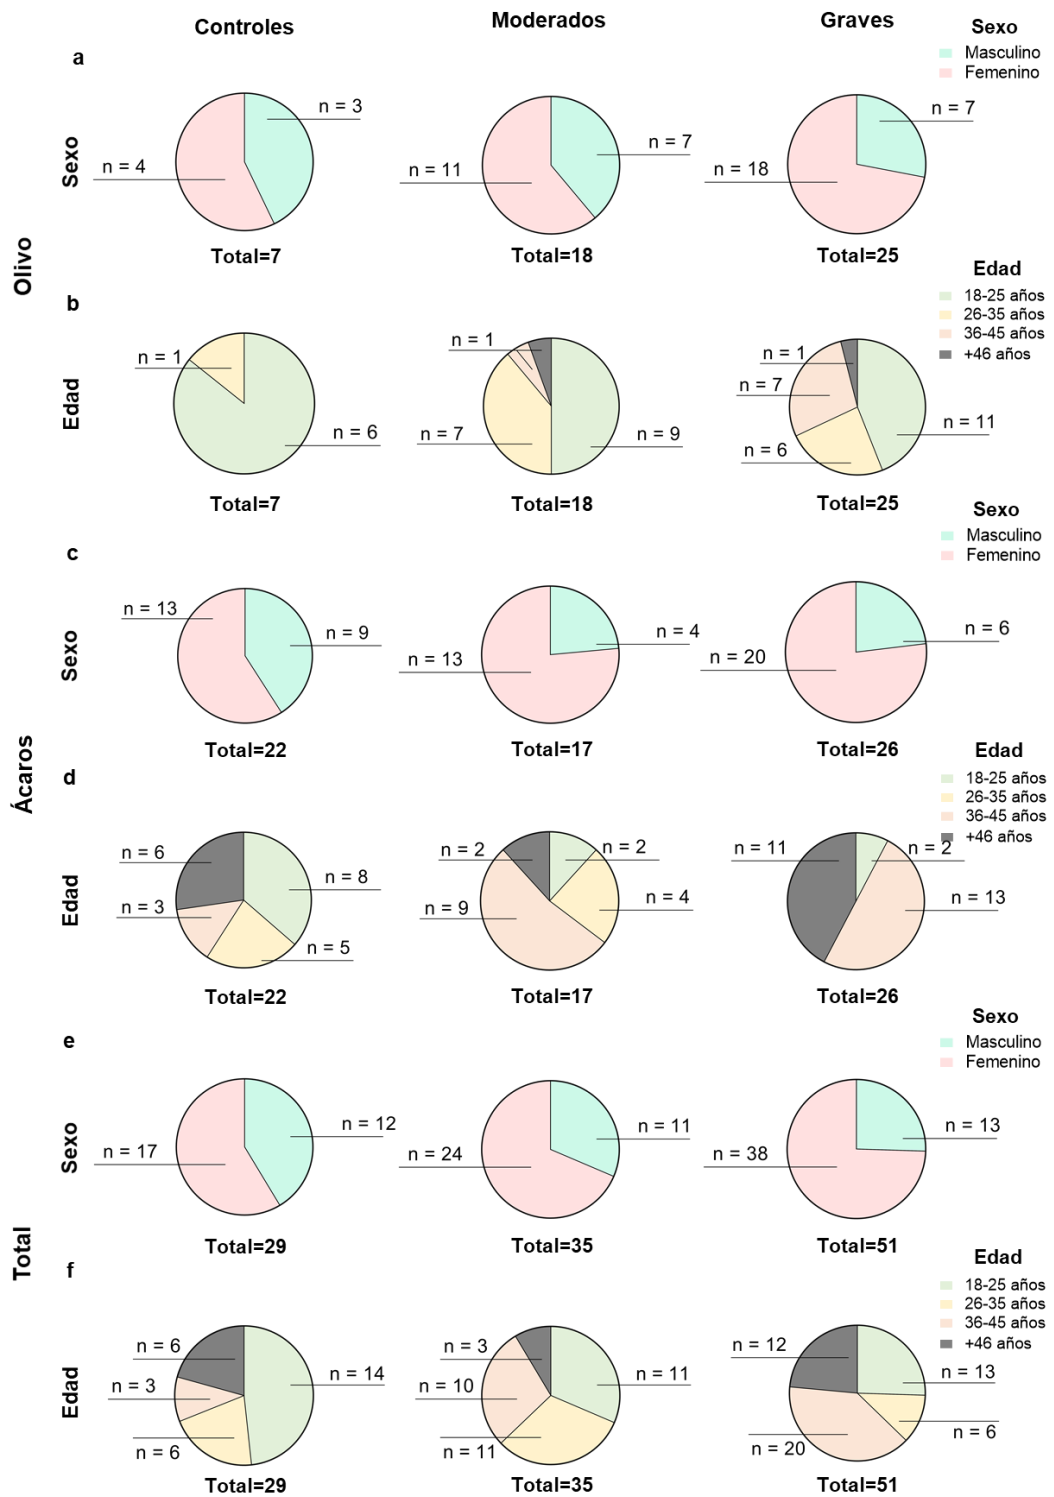 Controles
Moderados
Graves
Sexo
Masculino
Femenino
a
Olivo
Sexo
n = 3
n = 4
Total=7
n = 7
n = 11
Total=18
n = 7
n = 18
Total=25
Edad
18-25 años
26-35 años
36-45 años
+46 años
b
Edad
n = 1
n = 6
Total=7
n = 1
n = 7
n = 9
Total=18
n = 1
n = 7
n = 6
n = 11
Total=25
Sexo
Masculino
Femenino
c
Ácaros
Sexo
n = 13
n = 9
Total=22
n = 4
n = 13
Total=17
n = 6
n = 20
Total=26
Edad
18-25 años
26-35 años
36-45 años
+46 años
d
Edad
n = 6
n = 8
n = 3
n = 5
Total=22
n = 2
n = 2
n = 9
n = 4
Total=17
n = 11
n = 2
n = 13
Total=26
Sexo
Masculino
Femenino
e
Total
Sexo
n = 12
n = 17
Total=29
n = 11
n = 24
Total=35
n = 13
n = 38
Total=51
Edad
18-25 años
26-35 años
36-45 años
+46 años
f
Edad
n = 6
n = 14
n = 3
n = 6
Total=29
n = 3
n = 11
n = 10
n = 11
Total=35
n = 12
n = 13
n = 6
n = 20
Total=51